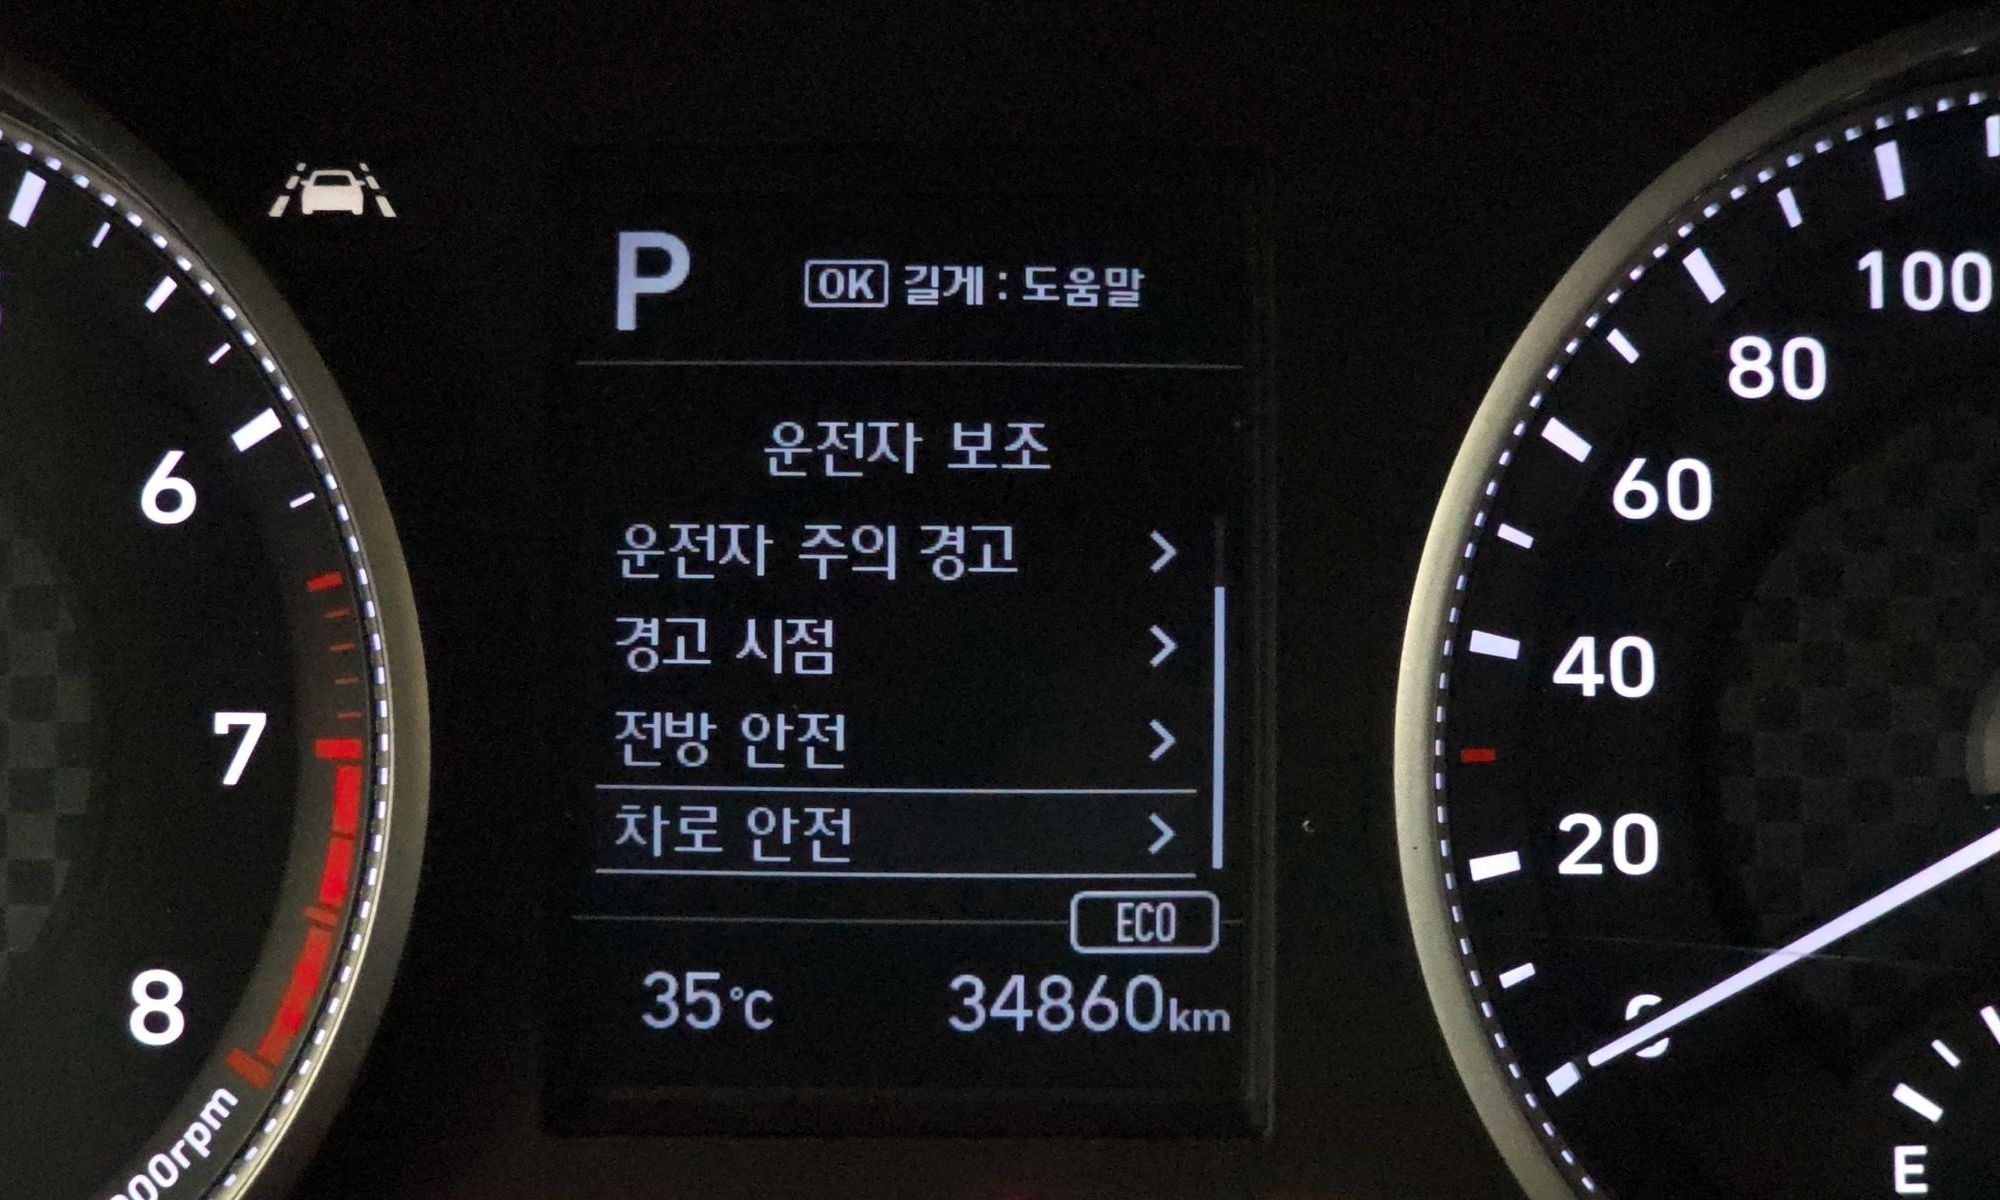 P
OK 길게 : 도움말
운전자 보조
운전자 주의 경고
경고 시점
전방 안전
차로 안전
ECO
35°C 34860km
6
7
8
100
80
60
40
20
0
E